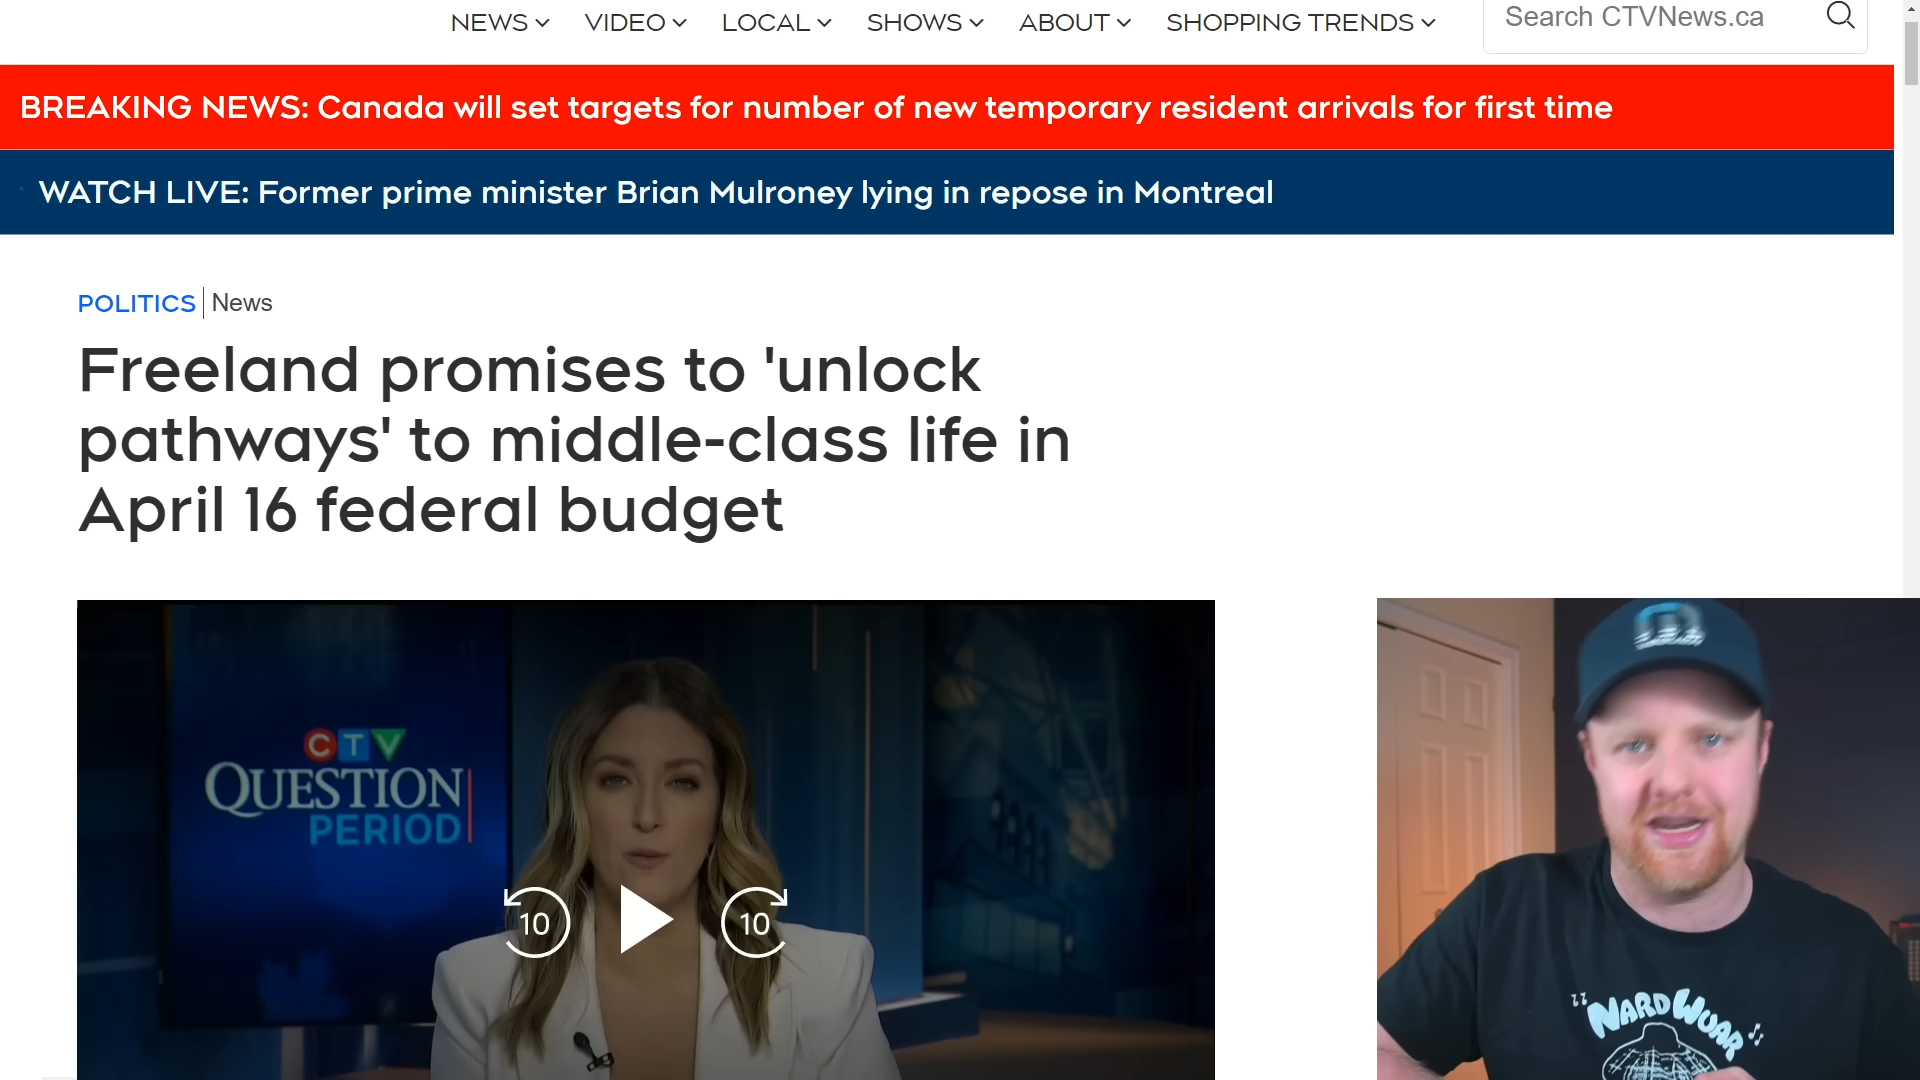 NEWS VIDEO LOCAL SHOWS ABOUT SHOPPING TRENDS Search CTVNews.ca
BREAKING NEWS: Canada will set targets for number of new temporary resident arrivals for first time
WATCH LIVE: Former prime minister Brian Mulroney lying in repose in Montreal
POLITICS News
Freeland promises to 'unlock
pathways' to middle-class life in
April 16 federal budget
CTV
QUESTION
PERIOD
10 10
NARDWUAR